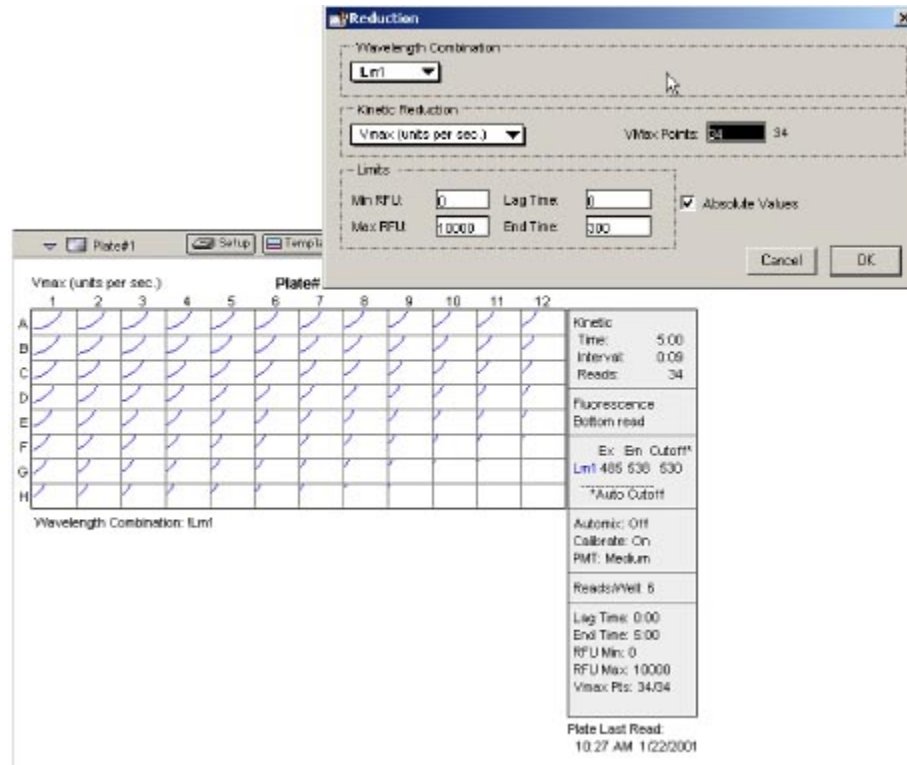 Reduction
Wavelength Combination
!Lm1
Kinetic Reduction
Vmax (units per sec.)
VMax Points: 34 34
Limits
Min RFU: 0 Lag Time: 0
Max RFU: 10000 End Time: 300
Absolute Values
Cancel OK
Plate#1 Setup Templa
Vmax (units per sec.) Plate#
1 2 3 4 5 6 7 8 9 10 11 12
A
B
C
D
E
F
G
H
Wavelength Combination: !Lm1
Kinetic
Time: 5:00
Interval: 0:09
Reads: 34
Fluorescence
Bottom read
Ex Em Cutoff*
Lm1 485 538 530
*Auto Cutoff
Automix: Off
Calibrate: On
PMT: Medium
Reads/Well: 6
Lag Time: 0:00
End Time: 5:00
RFU Min: 0
RFU Max: 10000
Vmax Pts: 34/34
Plate Last Read:
10:27 AM 1/22/2001